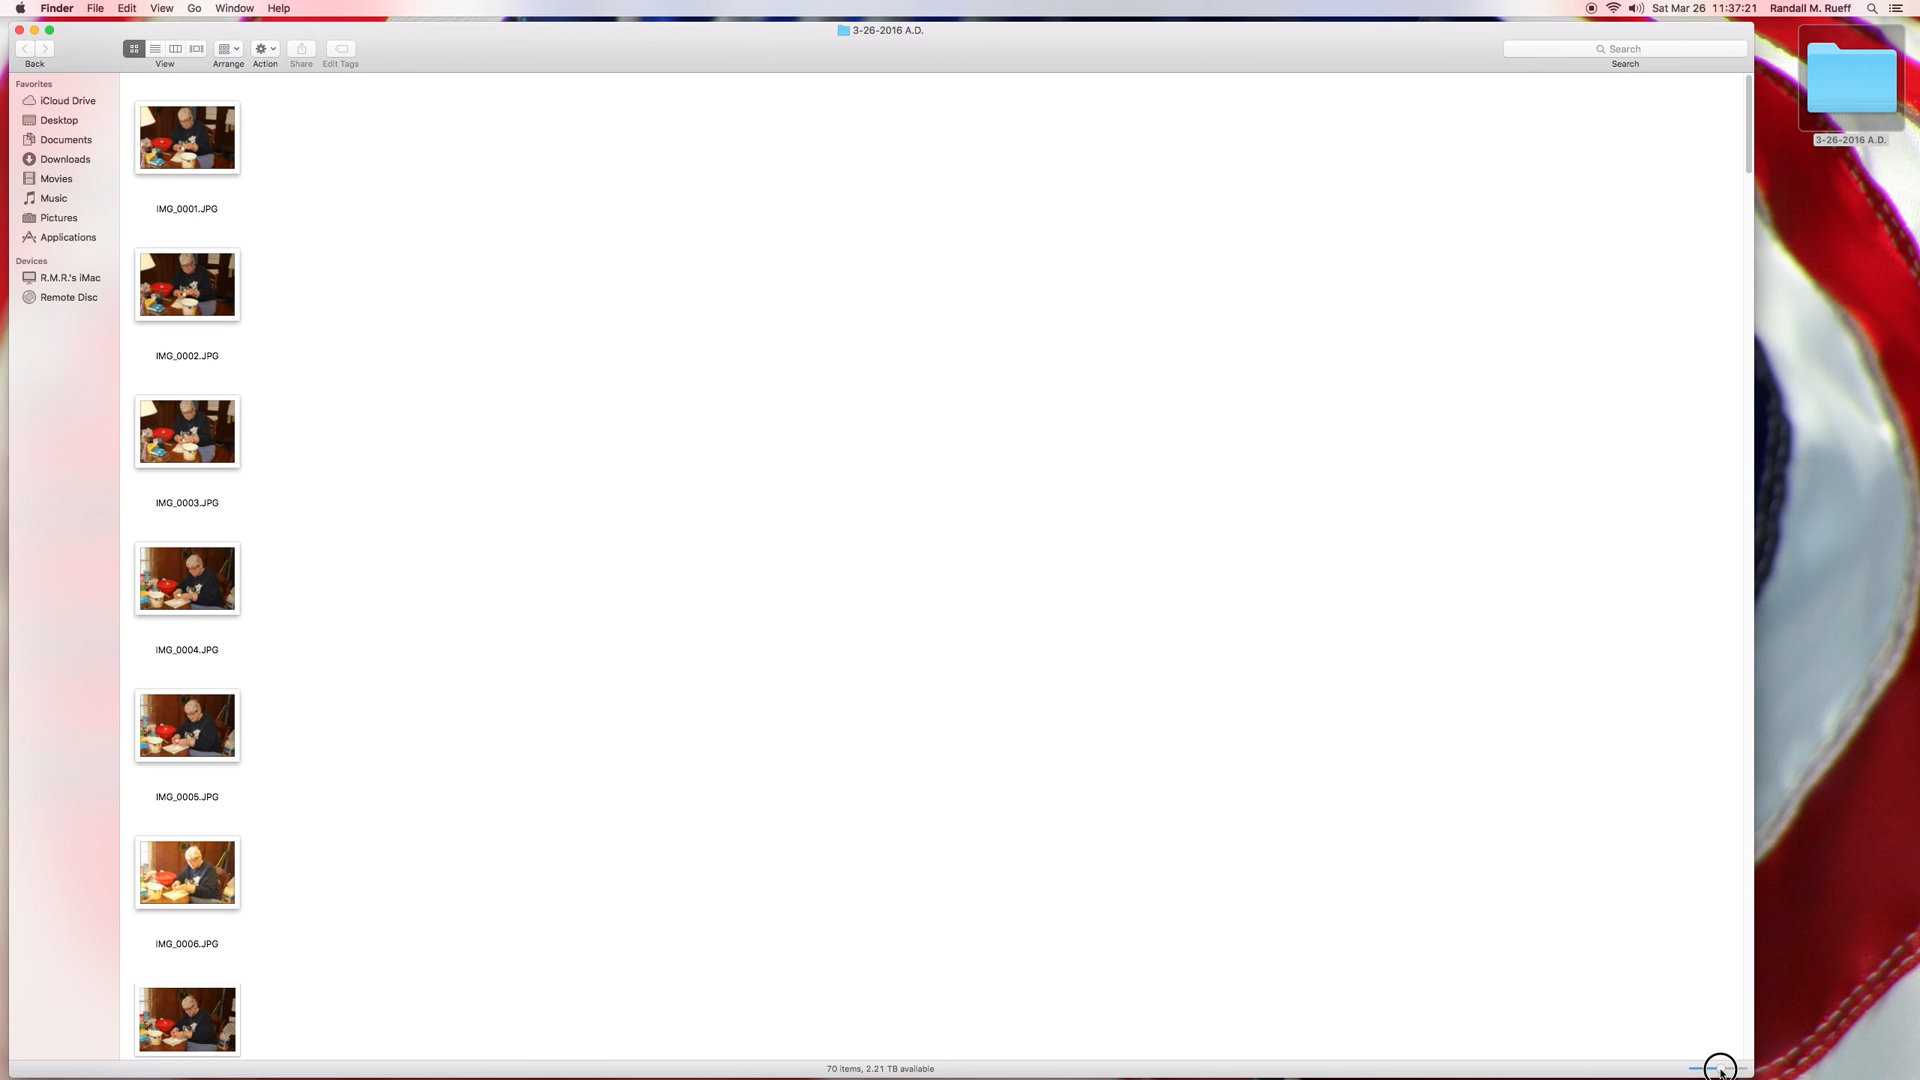 Finder File Edit View Go Window Help
Sat Mar 26 11:37:21 Randall M. Rueff
3-26-2016 A.D.
Search
Back View Arrange Action Share Edit Tags Search
3-26-2016 A.D.
Favorites
iCloud Drive
Desktop
Documents
Downloads
Movies
Music
Pictures
Applications
Devices
R.M.R.'s iMac
Remote Disc
IMG_0001.JPG
IMG_0002.JPG
IMG_0003.JPG
IMG_0004.JPG
IMG_0005.JPG
IMG_0006.JPG
70 items, 2.21 TB available